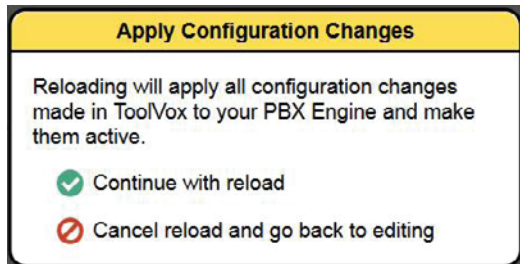 Apply Configuration Changes
Reloading will apply all configuration changes
made in ToolVox to your PBX Engine and make
them active.
Continue with reload
Cancel reload and go back to editing